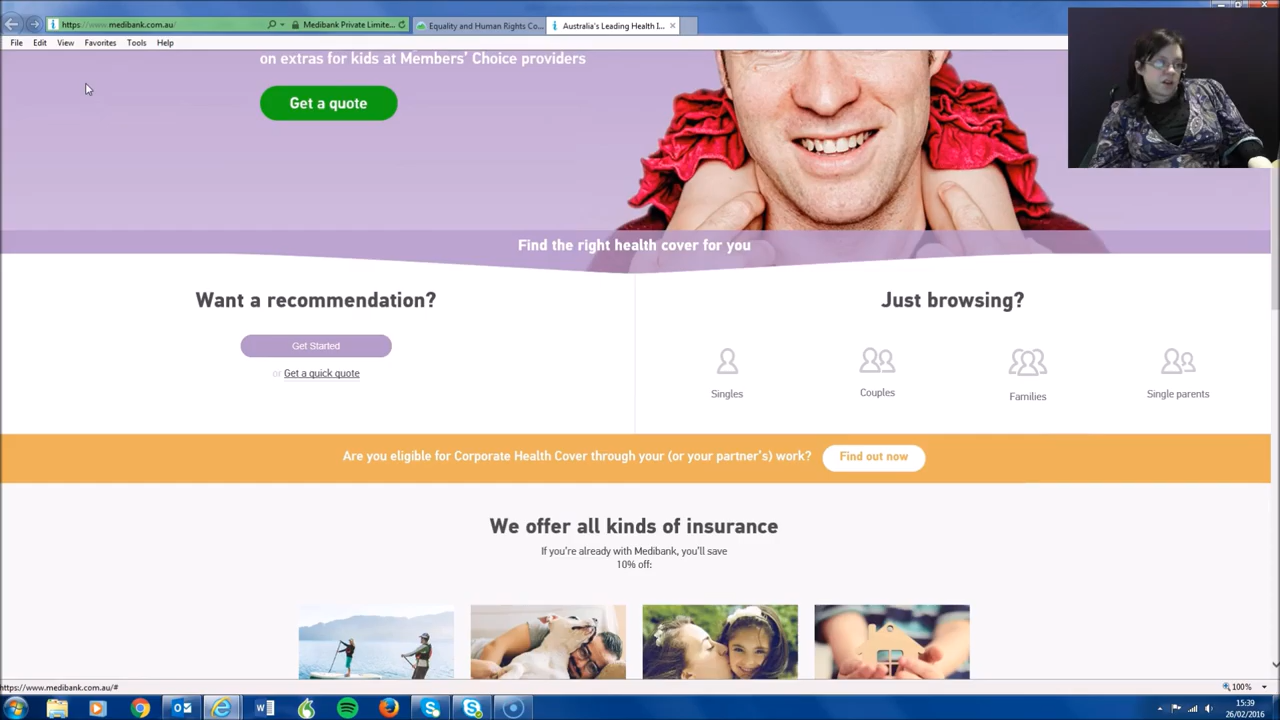 https://www.medibank.com.au/
Medibank Private Limite...
Equality and Human Rights Co...
Australia's Leading Health I...
File Edit View Favorites Tools Help
on extras for kids at Members' Choice providers
Get a quote
Find the right health cover for you
Want a recommendation?
Just browsing?
Get Started
or Get a quick quote
Singles
Couples
Families
Single parents
Are you eligible for Corporate Health Cover through your (or your partner's) work?
Find out now
We offer all kinds of insurance
If you're already with Medibank, you'll save
10% off:
https://www.medibank.com.au/#
100%
15:39
26/02/2016